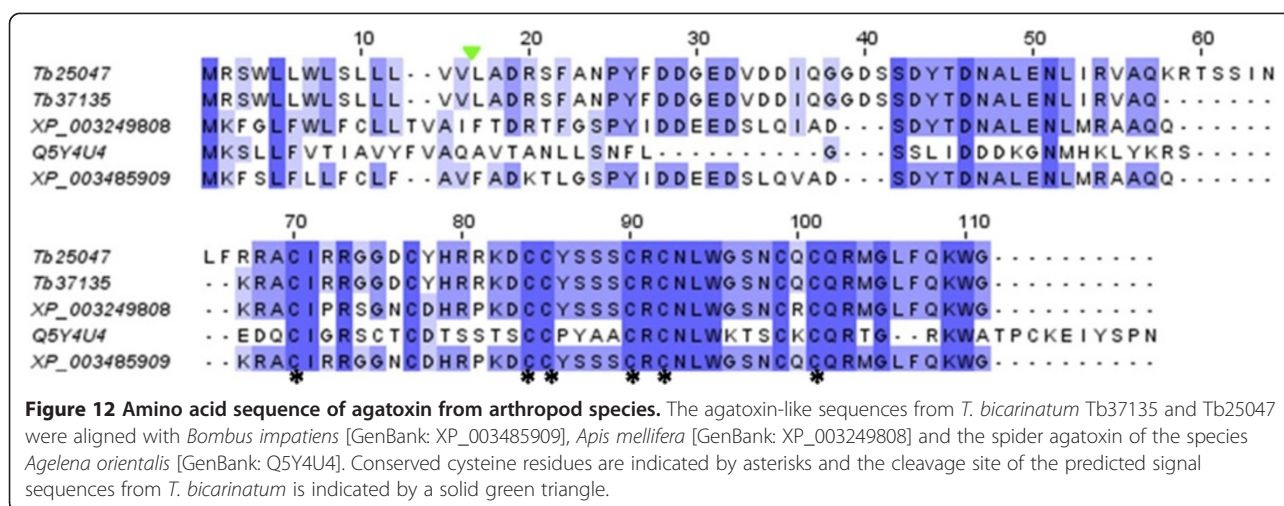 10 20 30 40 50 60
Tb25047 MRSWLLWLSLLL--VVLADRSFANPYFDDGEDVDDIQGGDSSDYTDNALENLIRVAQKRTSSIN
Tb37135 MRSWLLWLSLLL--VVLADRSFANPYFDDGEDVDDIQGGDSSDYTDNALENLIRVAQ-------
XP_003249808 MKFGLFWLFCLLTVAIFTDRTFGSPYIDDEEDSLQIAD---SDYTDNALENLMRAAQQ------
Q5Y4U4 MKSLLFVTIAVYFVAQAVTANLLSNFL----------G---SSLIDDDKGNMHKLYKRS-----
XP_003485909 MKFSLFLLFCLF--AVFADKTLGSPYIDDEEDSLQVAD---SDYTDNALENLMRAAQQ------
70 80 90 100 110
Tb25047 LFRRACIRRGGDCYHRRKDCCYSSSCRCNLWGSNCQCQRMGLFQKWG----------
Tb37135 --KRACIRRGGDCYHRRKDCCYSSSCRCNLWGSNCQCQRMGLFQKWG----------
XP_003249808 --KRACIPRSGNCDHRPKDCCYSSSCRCNLWGSNCRCQRMGLFQKWG----------
Q5Y4U4 --EDQCIGRSCTCDTSSTSCCPYAACRCNLWKTSCKCQRTG--RKWATPCKEIYSPN
XP_003485909 --KRACIRRGGNCDHRPKDCCYSSSCRCNLWGSNCQCQRMGLFQKWG----------
* * * * * *
Figure 12 Amino acid sequence of agatoxin from arthropod species. The agatoxin-like sequences from T. bicarinatum Tb37135 and Tb25047
were aligned with Bombus impatiens [GenBank: XP_003485909], Apis mellifera [GenBank: XP_003249808] and the spider agatoxin of the species
Agelena orientalis [GenBank: Q5Y4U4]. Conserved cysteine residues are indicated by asterisks and the cleavage site of the predicted signal
sequences from T. bicarinatum is indicated by a solid green triangle.